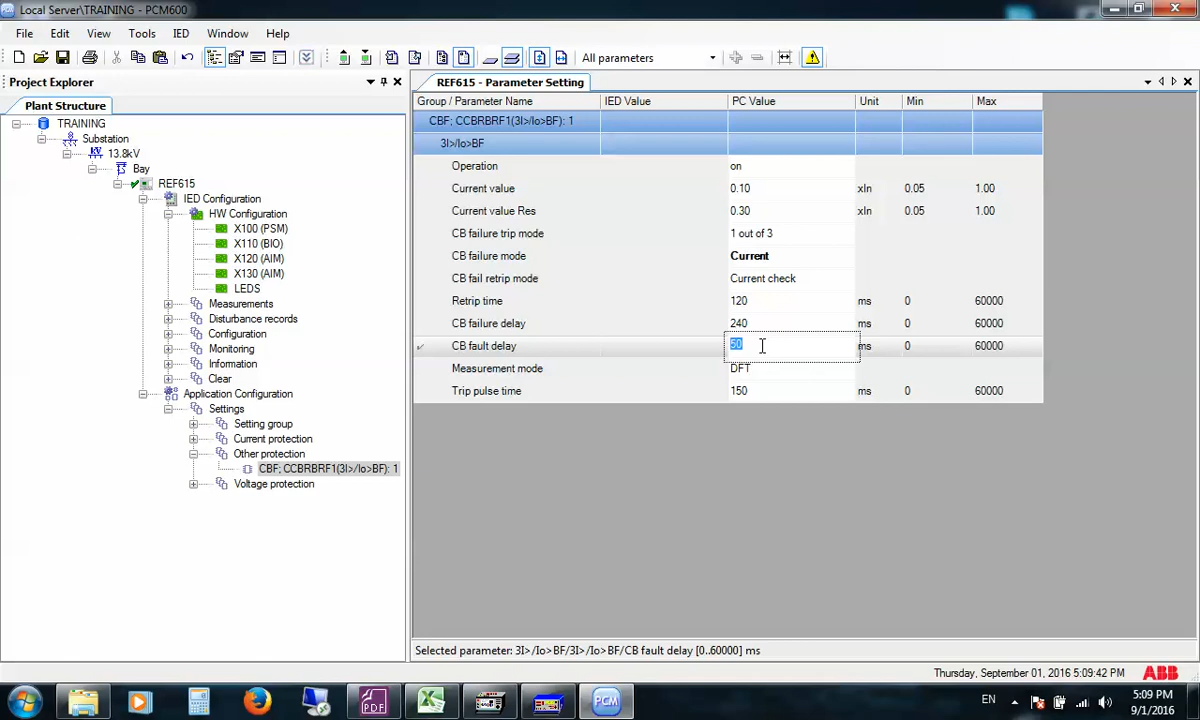 Local Server\TRAINING - PCM600
File Edit View Tools IED Window Help
All parameters
Project Explorer
REF615 - Parameter Setting
Plant Structure
Group / Parameter Name IED Value PC Value Unit Min Max
TRAINING
Substation
13.8kV
Bay
REF615
IED Configuration
HW Configuration
X100 (PSM)
X110 (BIO)
X120 (AIM)
X130 (AIM)
LEDS
Measurements
Disturbance records
Configuration
Monitoring
Information
Clear
Application Configuration
Settings
Setting group
Current protection
Other protection
CBF; CCBRBRF1(3I>/Io>BF): 1
Voltage protection
CBF; CCBRBRF1(3I>/Io>BF): 1
3I>/Io>BF
Operation on
Current value 0.10 xIn 0.05 1.00
Current value Res 0.30 xIn 0.05 1.00
CB failure trip mode 1 out of 3
CB failure mode Current
CB fail retrip mode Current check
Retrip time 120 ms 0 60000
CB failure delay 240 ms 0 60000
CB fault delay 50 ms 0 60000
Measurement mode DFT
Trip pulse time 150 ms 0 60000
Selected parameter: 3I>/Io>BF/3I>/Io>BF/CB fault delay [0..60000] ms
Thursday, September 01, 2016 5:09:42 PM ABB
PDF
PCM
EN
5:09 PM
9/1/2016